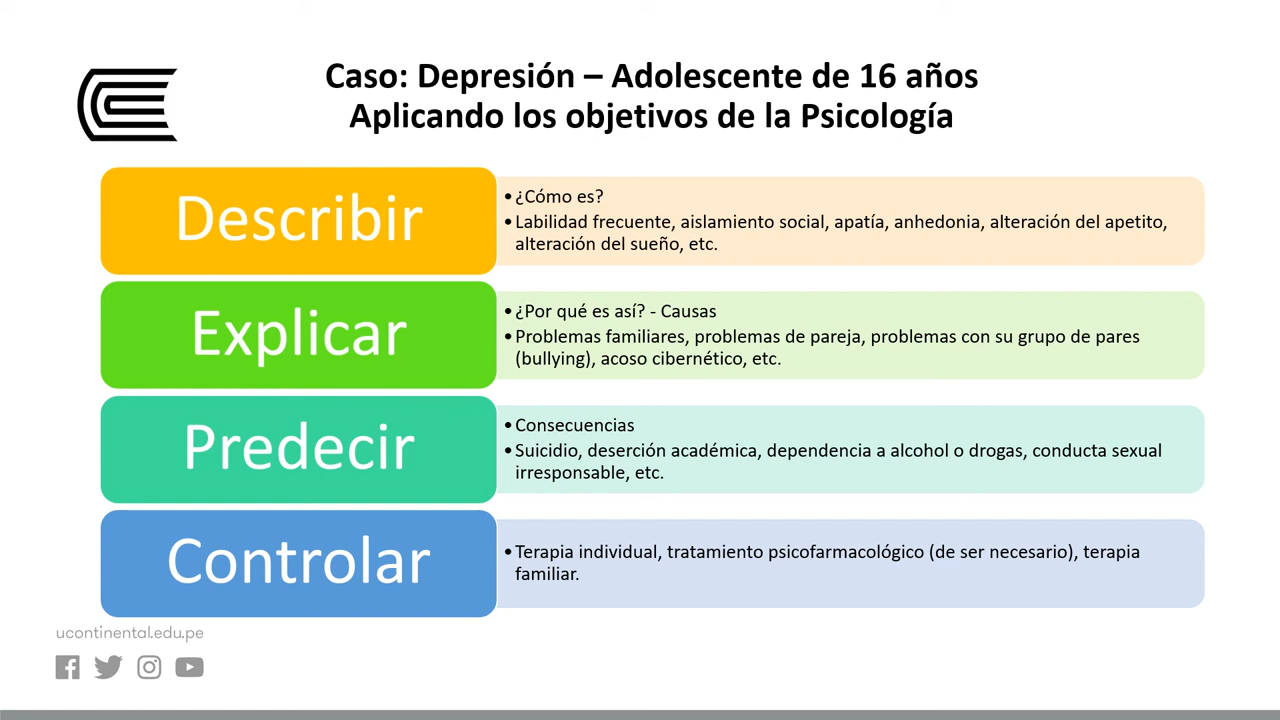 Caso: Depresión – Adolescente de 16 años
Aplicando los objetivos de la Psicología
Describir
•¿Cómo es?
•Labilidad frecuente, aislamiento social, apatía, anhedonia, alteración del apetito,
alteración del sueño, etc.
Explicar
•¿Por qué es así? - Causas
•Problemas familiares, problemas de pareja, problemas con su grupo de pares
(bullying), acoso cibernético, etc.
Predecir
•Consecuencias
•Suicidio, deserción académica, dependencia a alcohol o drogas, conducta sexual
irresponsable, etc.
Controlar
•Terapia individual, tratamiento psicofarmacológico (de ser necesario), terapia
familiar.
ucontinental.edu.pe